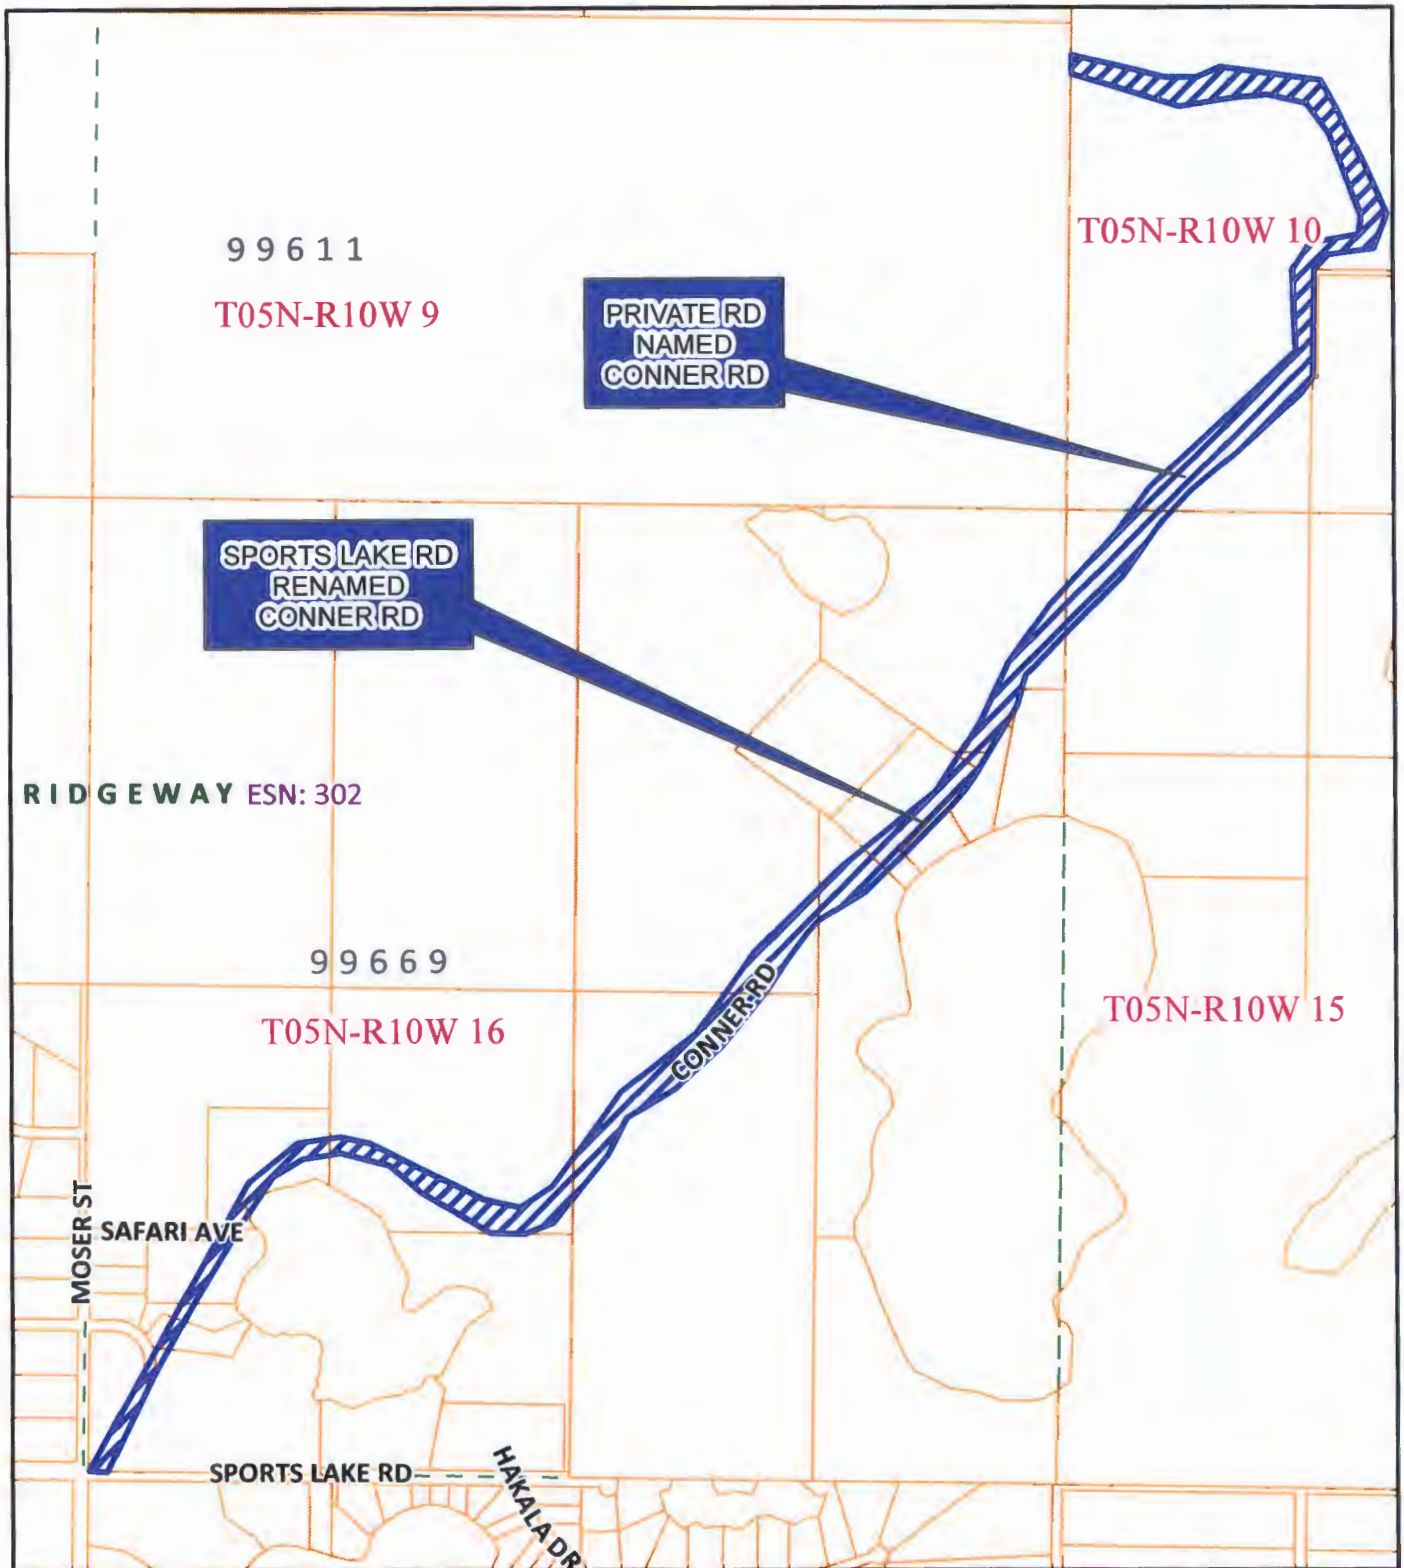 T05N-R10W 10
99611
T05N-R10W 9
PRIVATE RD
NAMED
CONNER RD
SPORTS LAKE RD
RENAMED
CONNER RD
RIDGEWAY ESN: 302
99669
T05N-R10W 16
CONNER RD
T05N-R10W 15
MOSER ST
SAFARI AVE
SPORTS LAKE RD
HAKALA DR